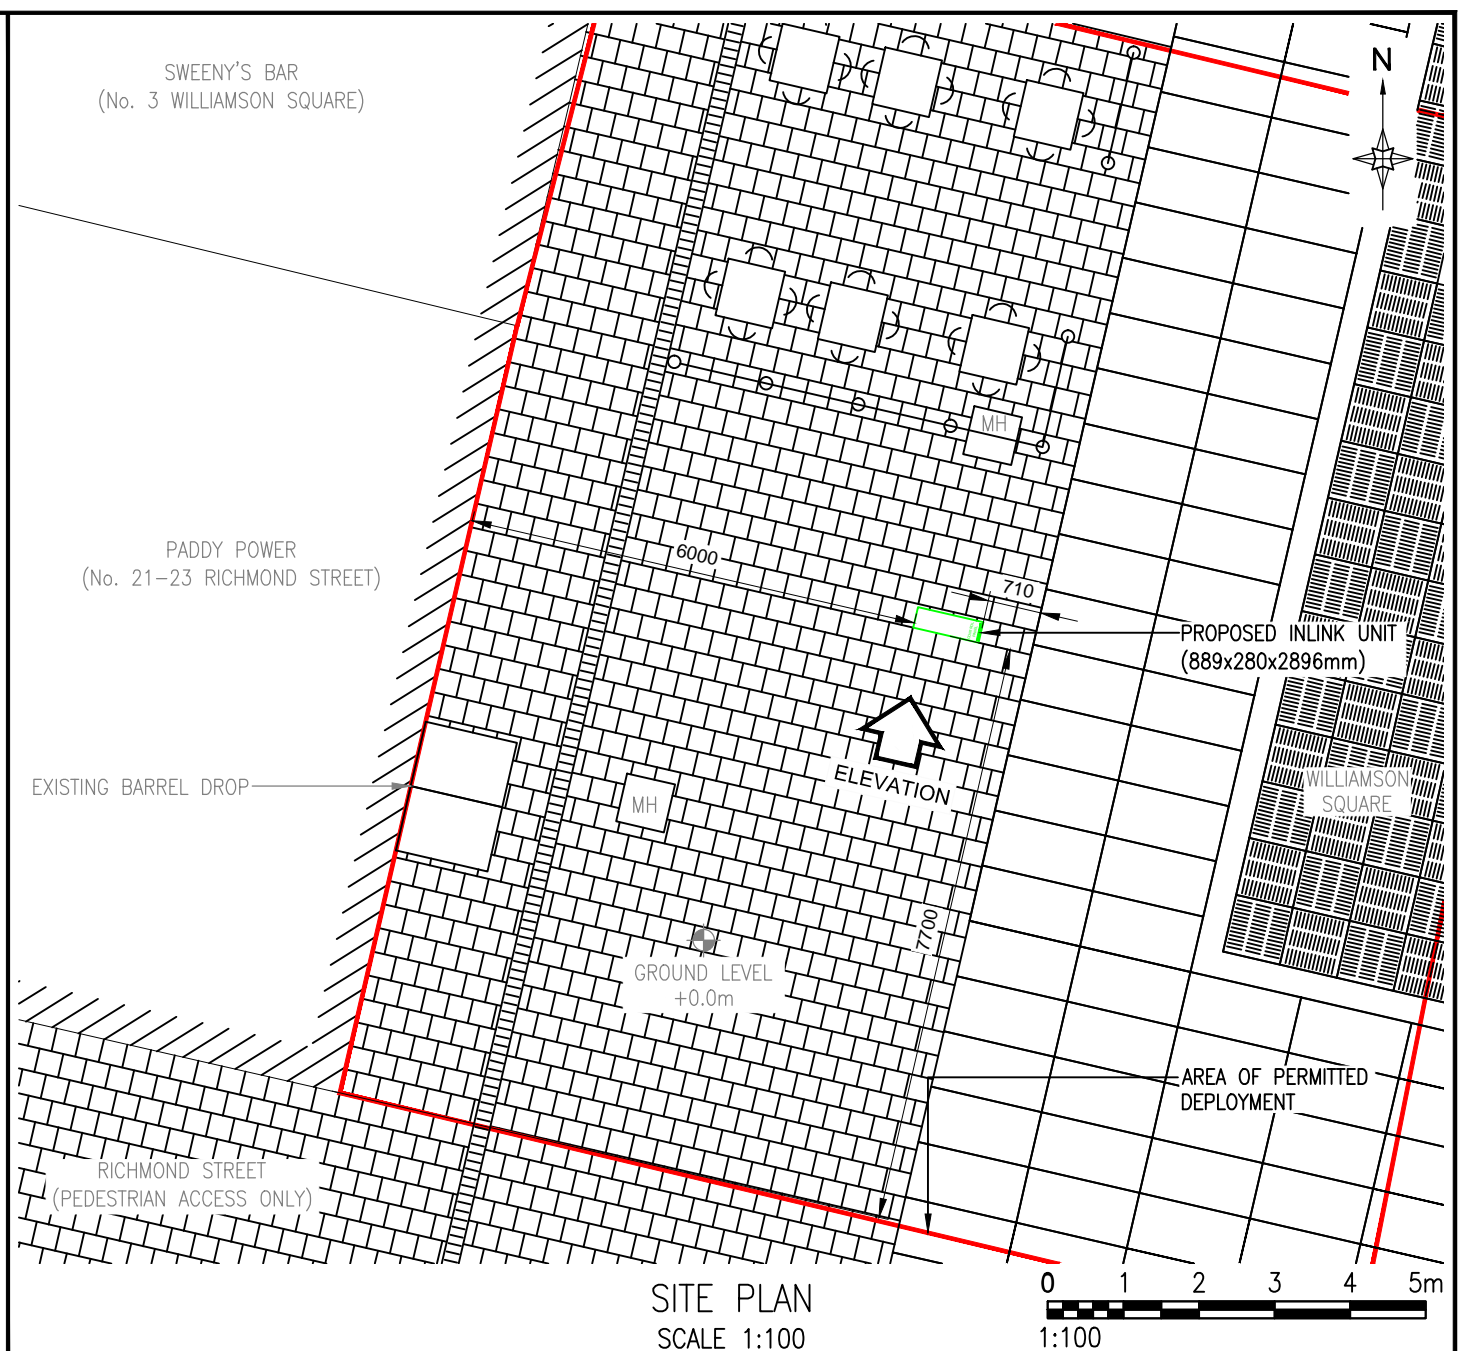 SWEENY'S BAR
(No. 3 WILLIAMSON SQUARE)
N
MH
PADDY POWER
(No. 21-23 RICHMOND STREET)
6000
710
PROPOSED INLINK UNIT
(889x280x2896mm)
ELEVATION
EXISTING BARREL DROP
MH
WILLIAMSON
SQUARE
7700
GROUND LEVEL
+0.0m
AREA OF PERMITTED
DEPLOYMENT
RICHMOND STREET
(PEDESTRIAN ACCESS ONLY)
SITE PLAN
SCALE 1:100
0 1 2 3 4 5m
1:100